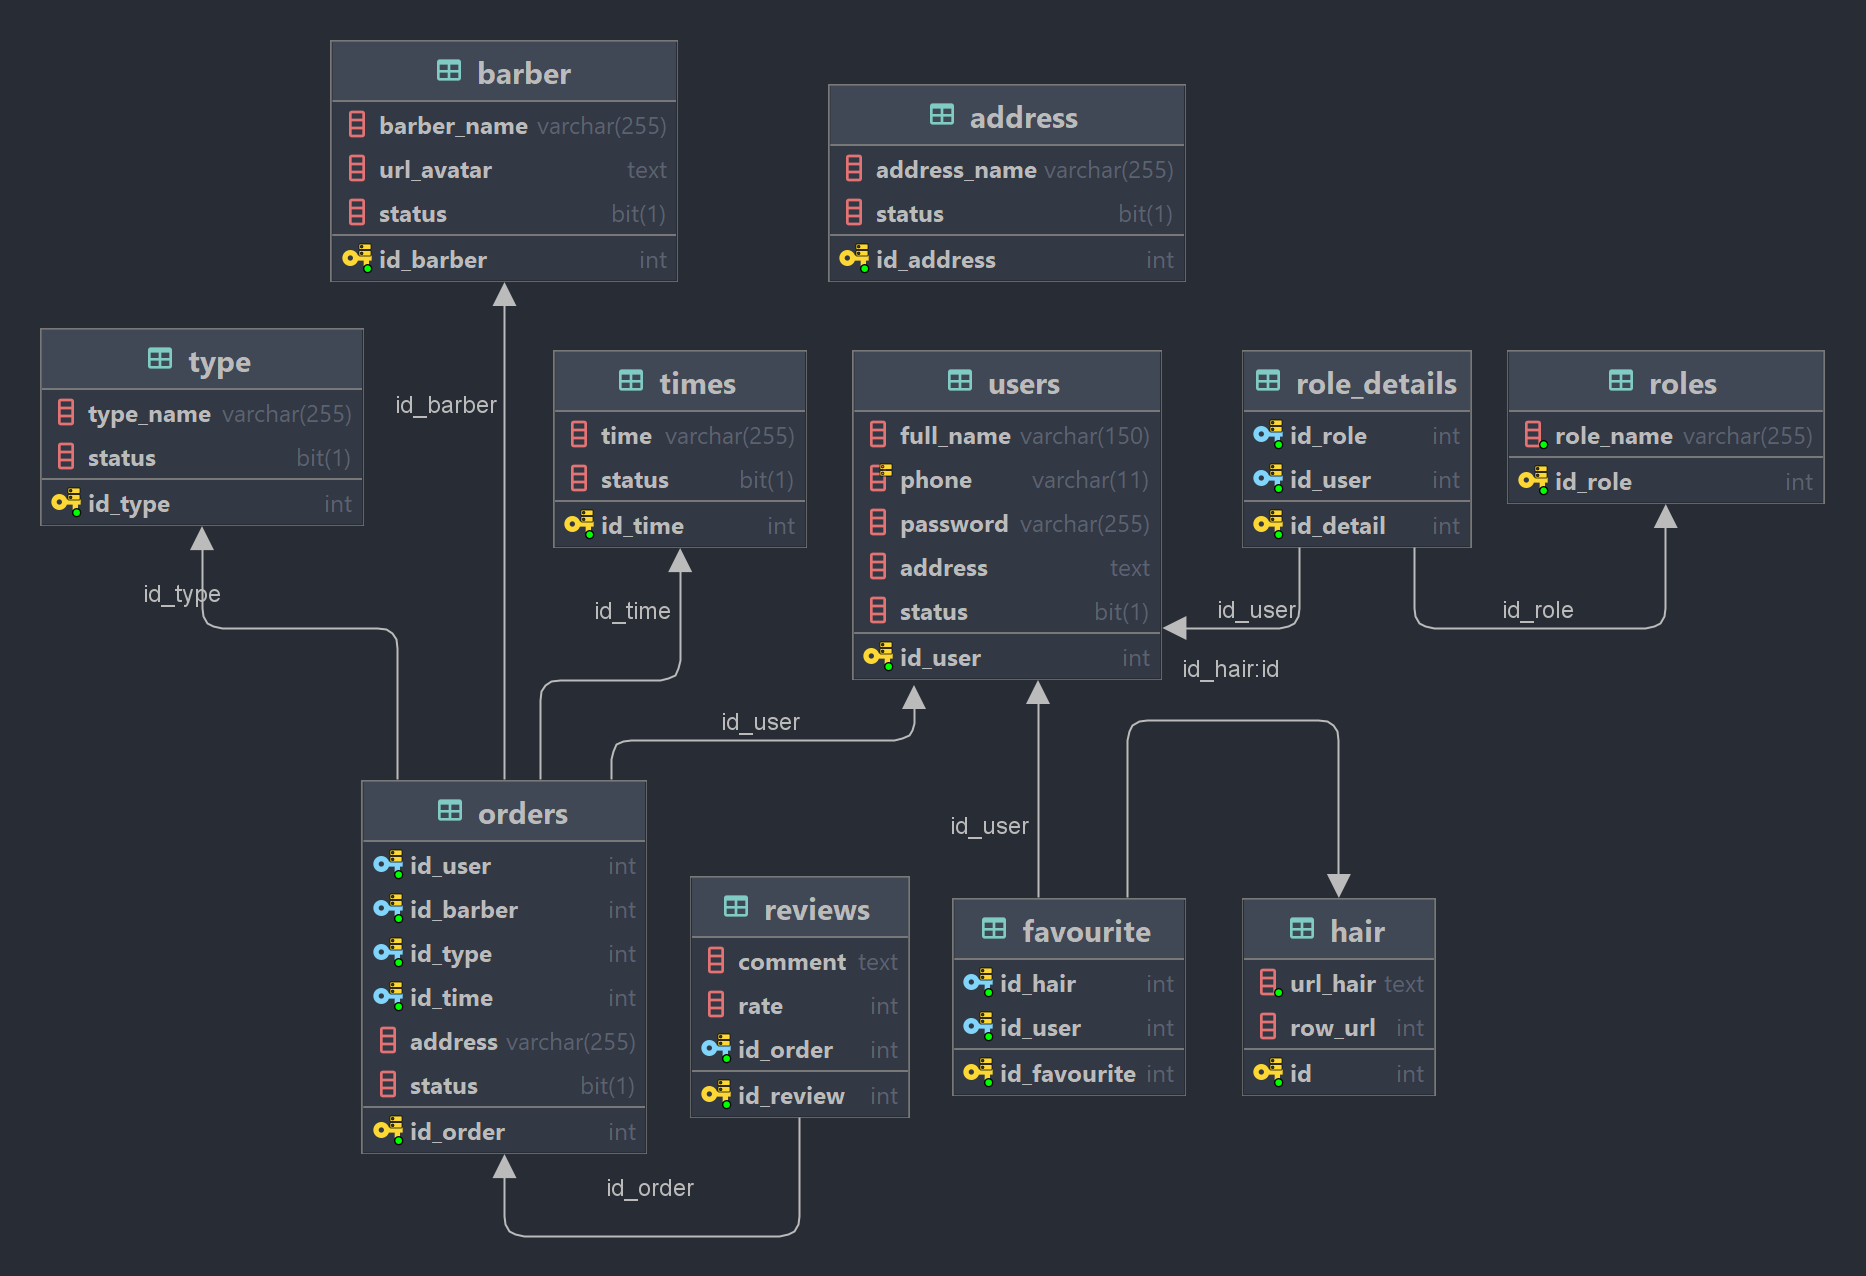 barber
barber_name varchar(255)
url_avatar text
status bit(1)
id_barber int
address
address_name varchar(255)
status bit(1)
id_address int
type
type_name varchar(255)
status bit(1)
id_type int
id_barber
times
time varchar(255)
status bit(1)
id_time int
users
full_name varchar(150)
phone varchar(11)
password varchar(255)
address text
status bit(1)
id_user int
role_details
id_role int
id_user int
id_detail int
roles
role_name varchar(255)
id_role int
id_type
id_time
id_user
id_role
id_hair:id
id_user
id_user
orders
id_user int
id_barber int
id_type int
id_time int
address varchar(255)
status bit(1)
id_order int
reviews
comment text
rate int
id_order int
id_review int
favourite
id_hair int
id_user int
id_favourite int
hair
url_hair text
row_url int
id int
id_order